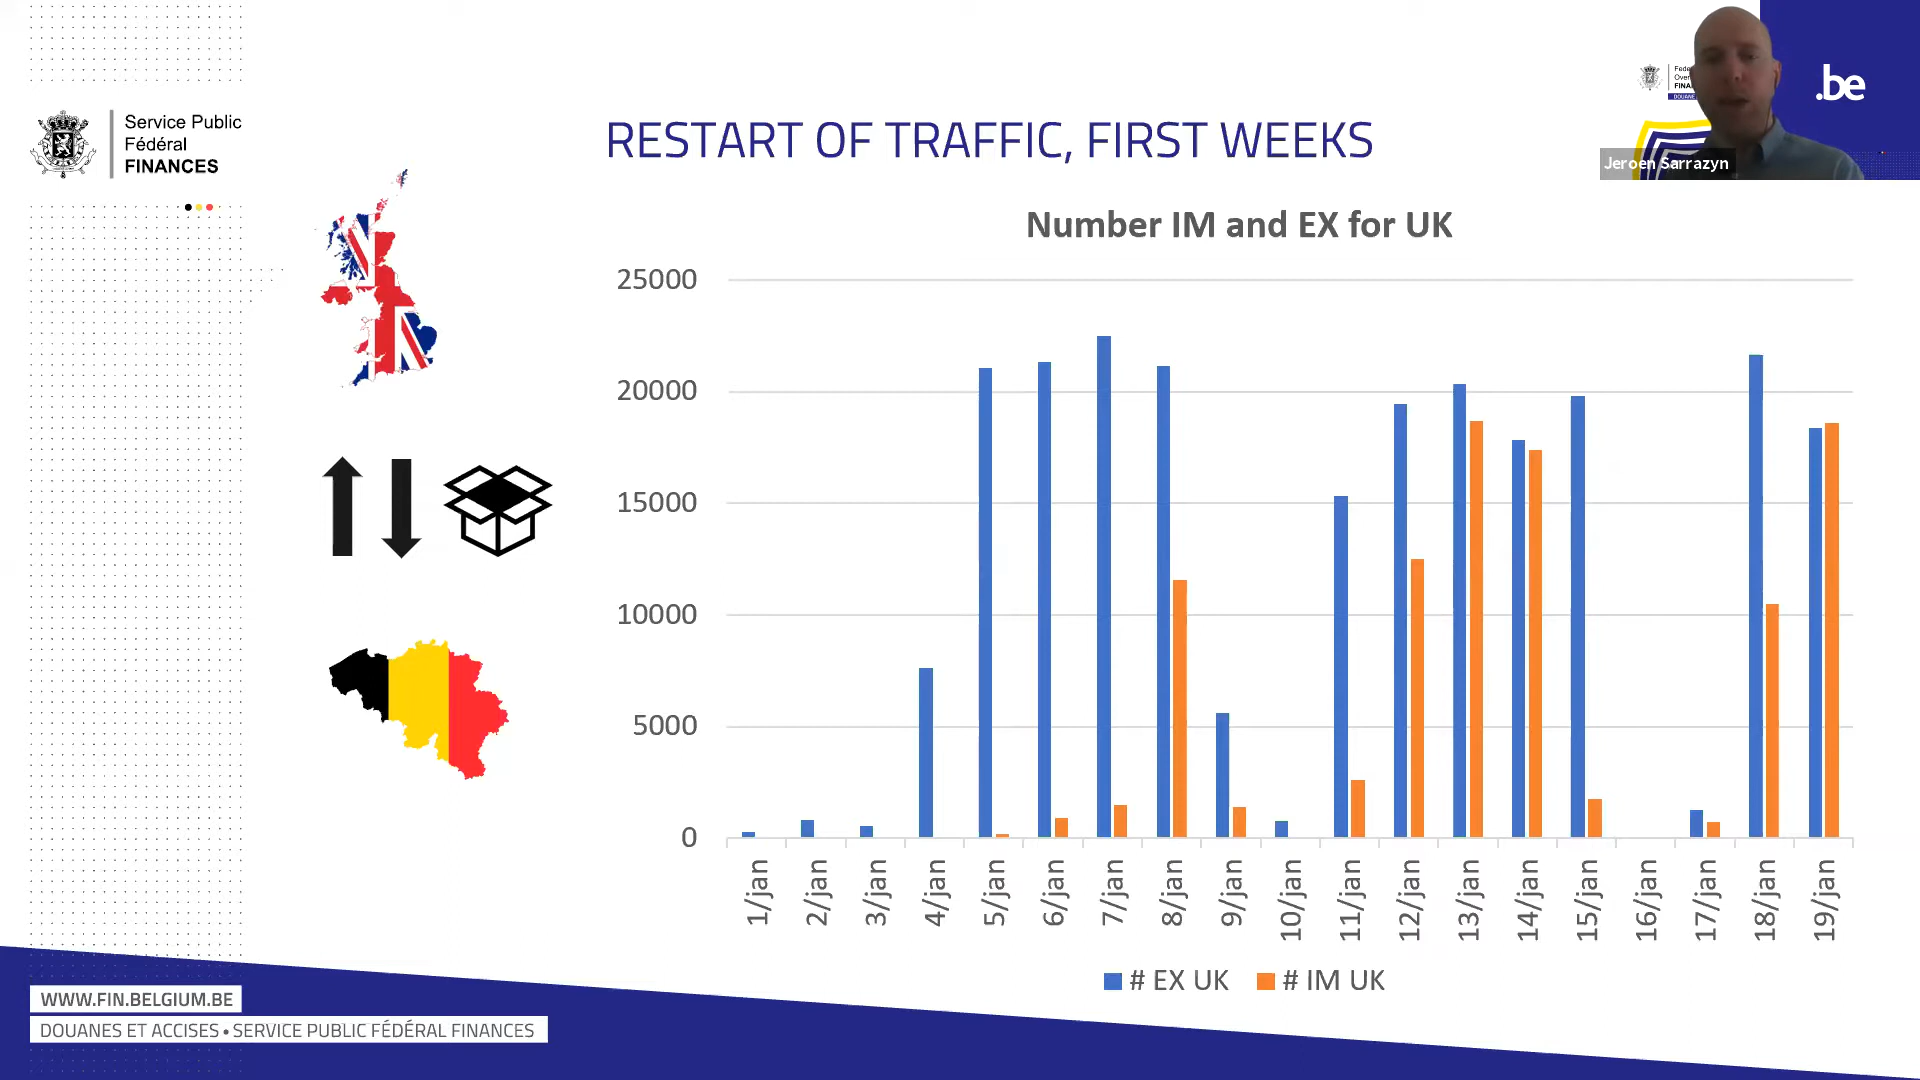 Service Public
Fédéral
FINANCES
RESTART OF TRAFFIC, FIRST WEEKS
FINAN
.be
Jeroen Sarrazyn
Number IM and EX for UK
25000
20000
15000
10000
5000
0
1/jan
2/jan
3/jan
4/jan
5/jan
6/jan
7/jan
8/jan
9/jan
10/jan
11/jan
12/jan
13/jan
14/jan
15/jan
16/jan
17/jan
18/jan
19/jan
# EX UK
# IM UK
WWW.FIN.BELGIUM.BE
DOUANES ET ACCISES • SERVICE PUBLIC FÉDÉRAL FINANCES